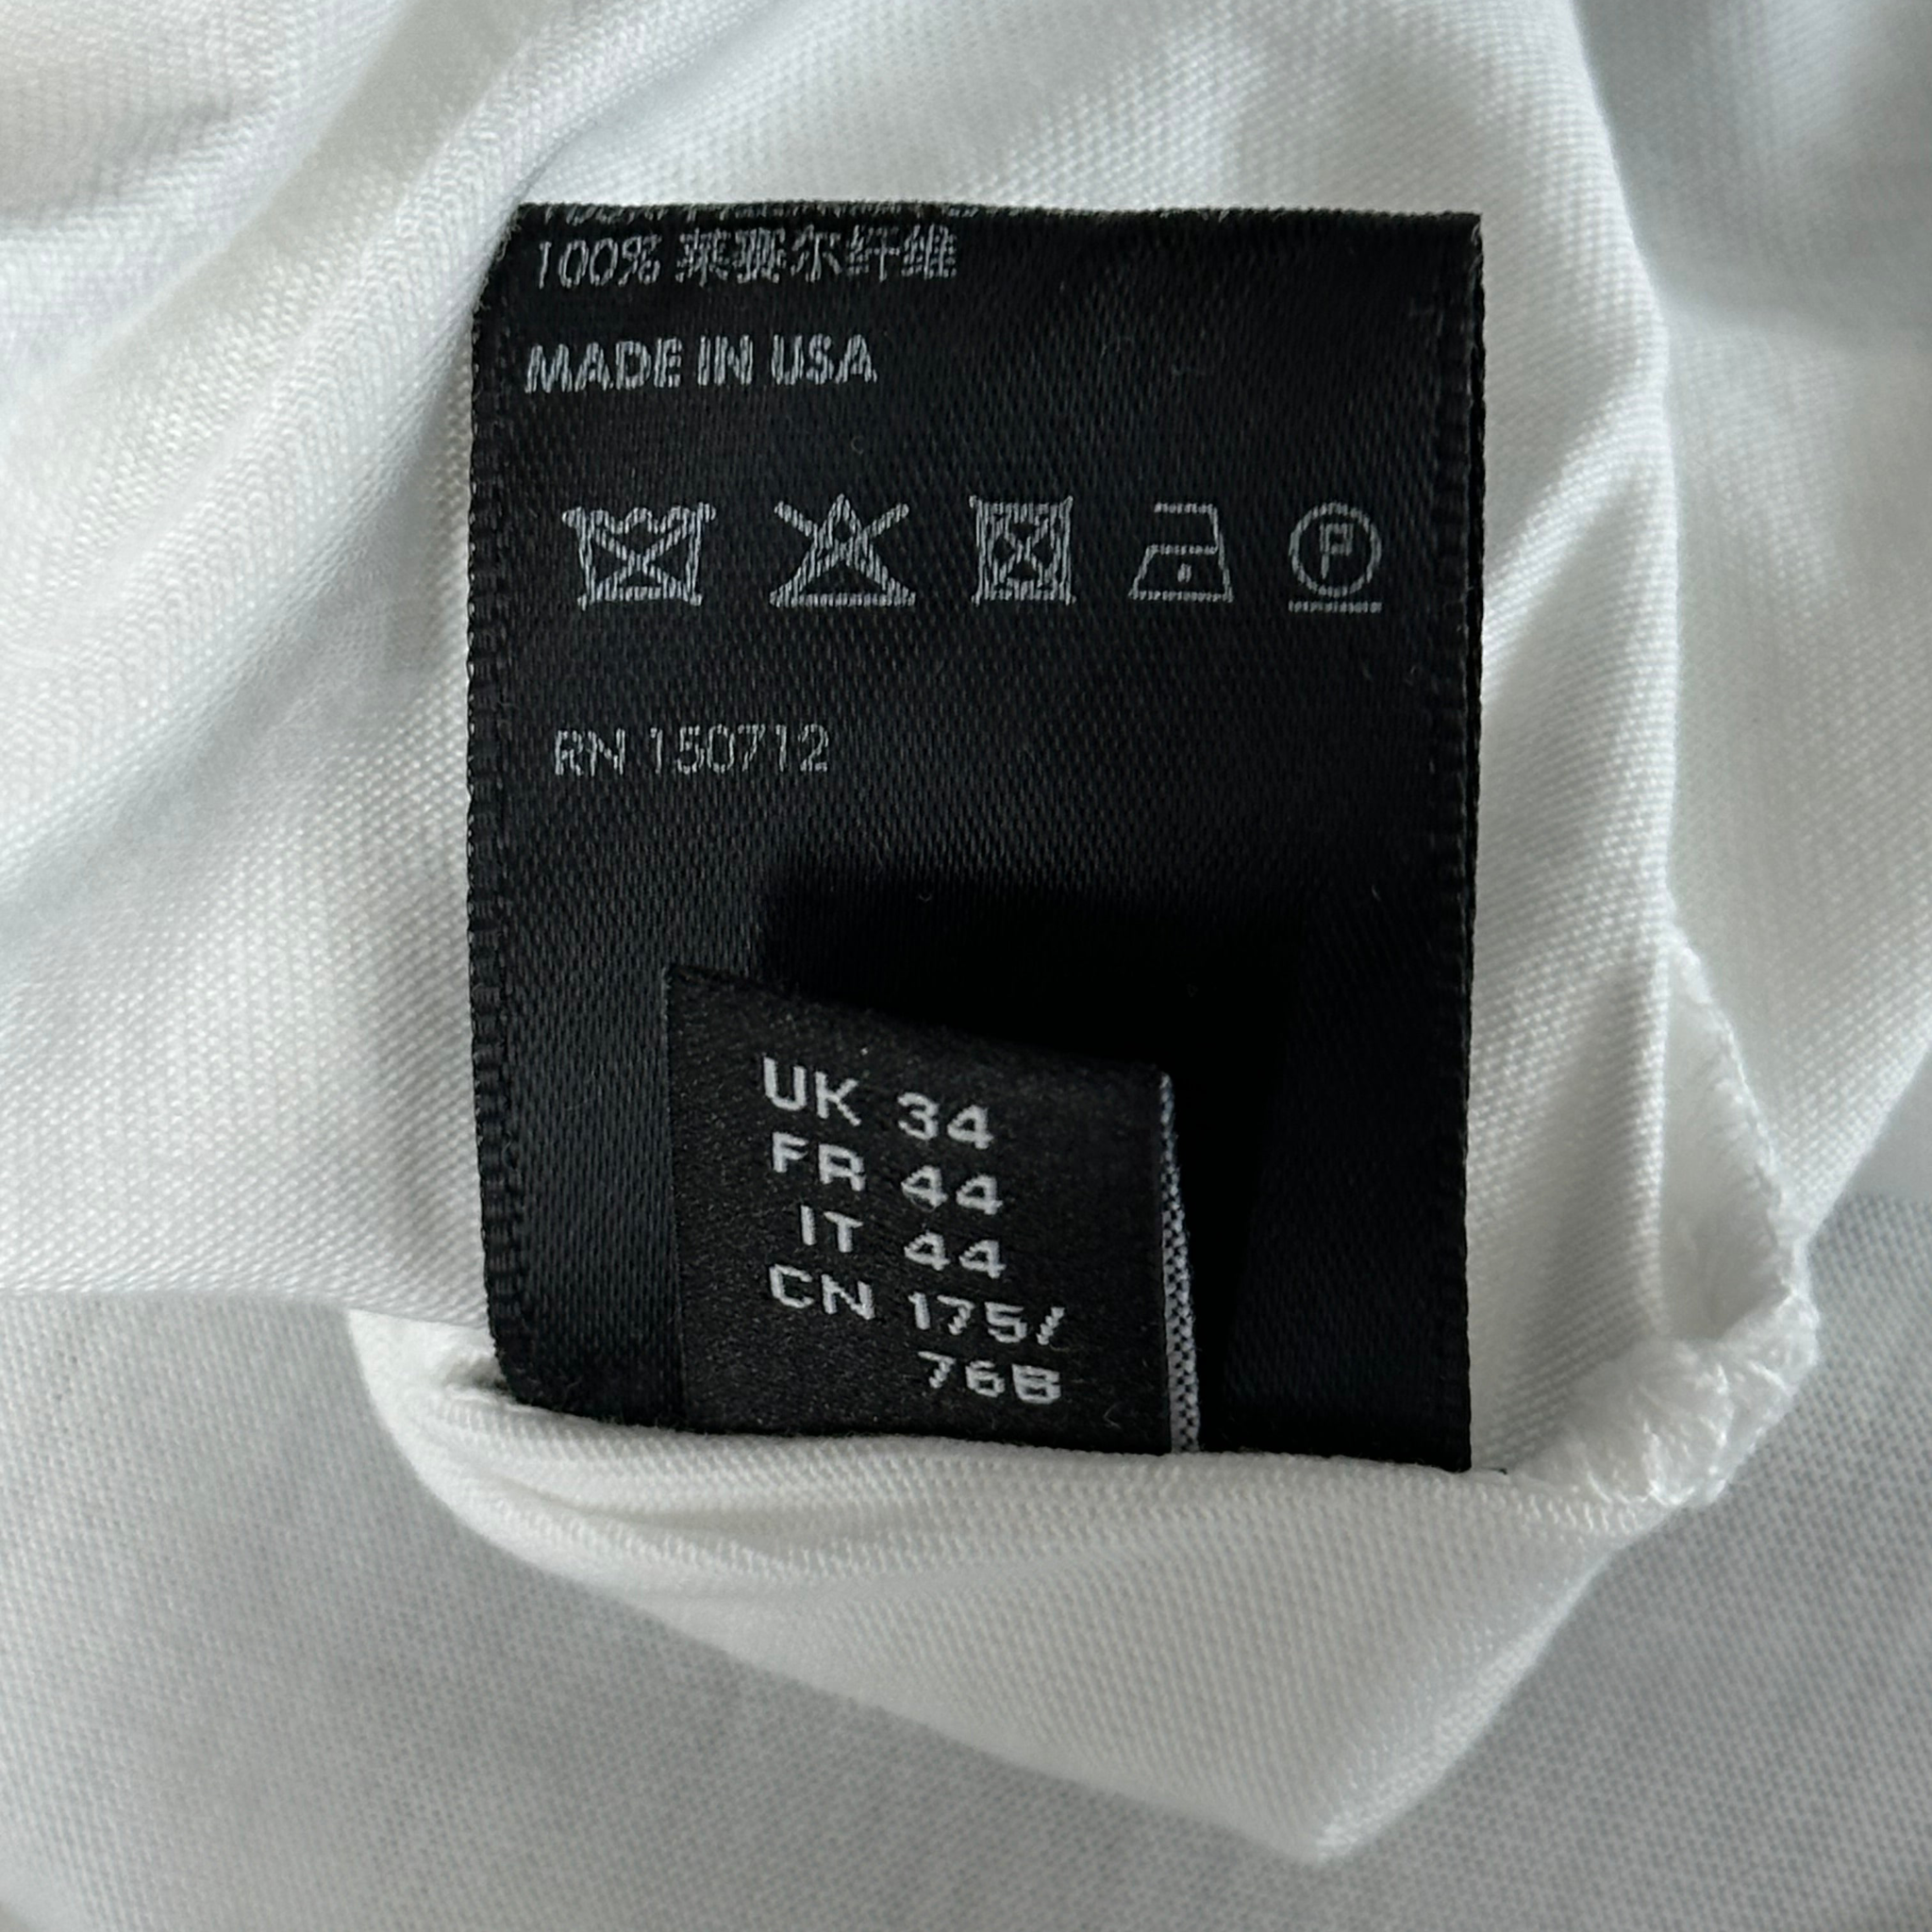 100% 莱赛尔纤维
MADE IN USA
P
RN 150712
UK 34
FR 44
IT 44
CN 175/
76B